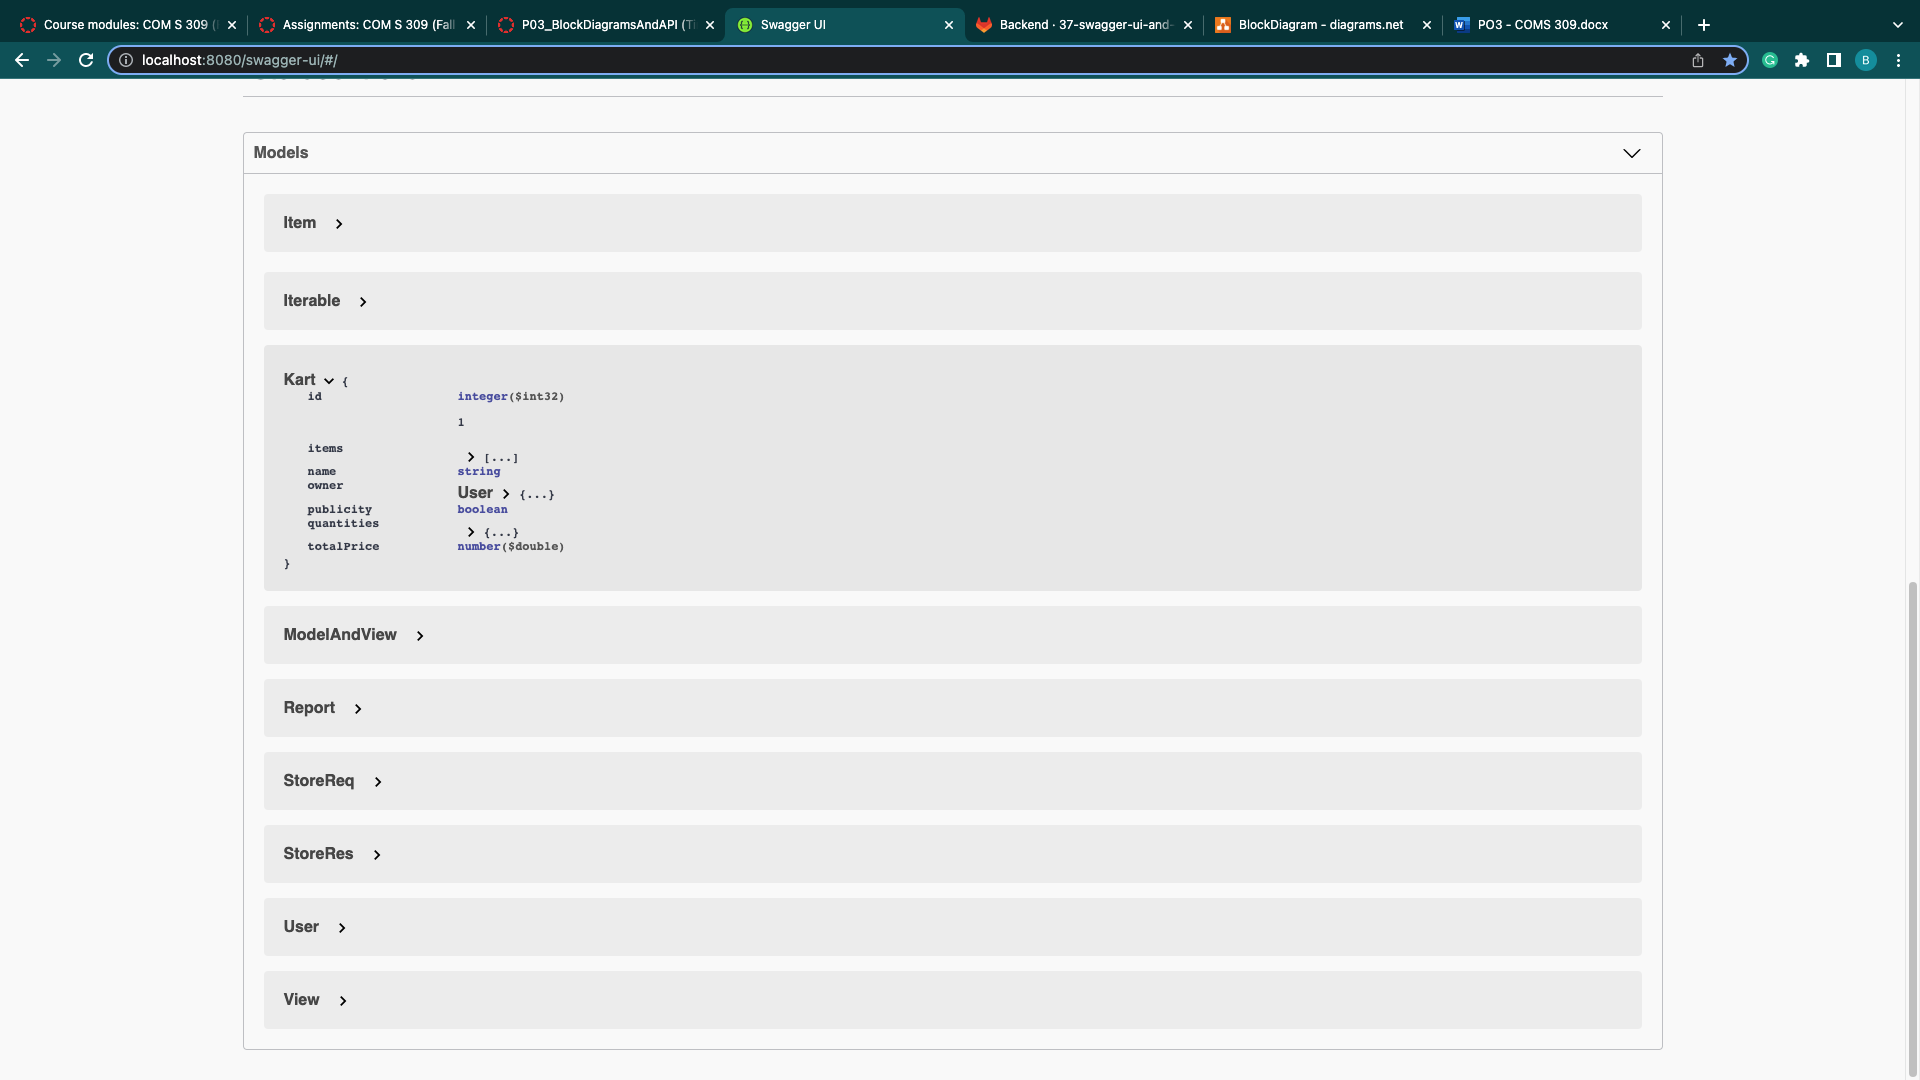 Course modules: COM S 309 (
Assignments: COM S 309 (Fall
P03_BlockDiagramsAndAPI (Ti
Swagger UI
Backend · 37-swagger-ui-and-
BlockDiagram - diagrams.net
PO3 - COMS 309.docx
localhost:8080/swagger-ui/#/
G
B
Models
Item
Iterable
Kart {
id integer($int32)
1
items [...]
name string
owner User {...}
publicity boolean
quantities {...}
totalPrice number($double)
}
ModelAndView
Report
StoreReq
StoreRes
User
View